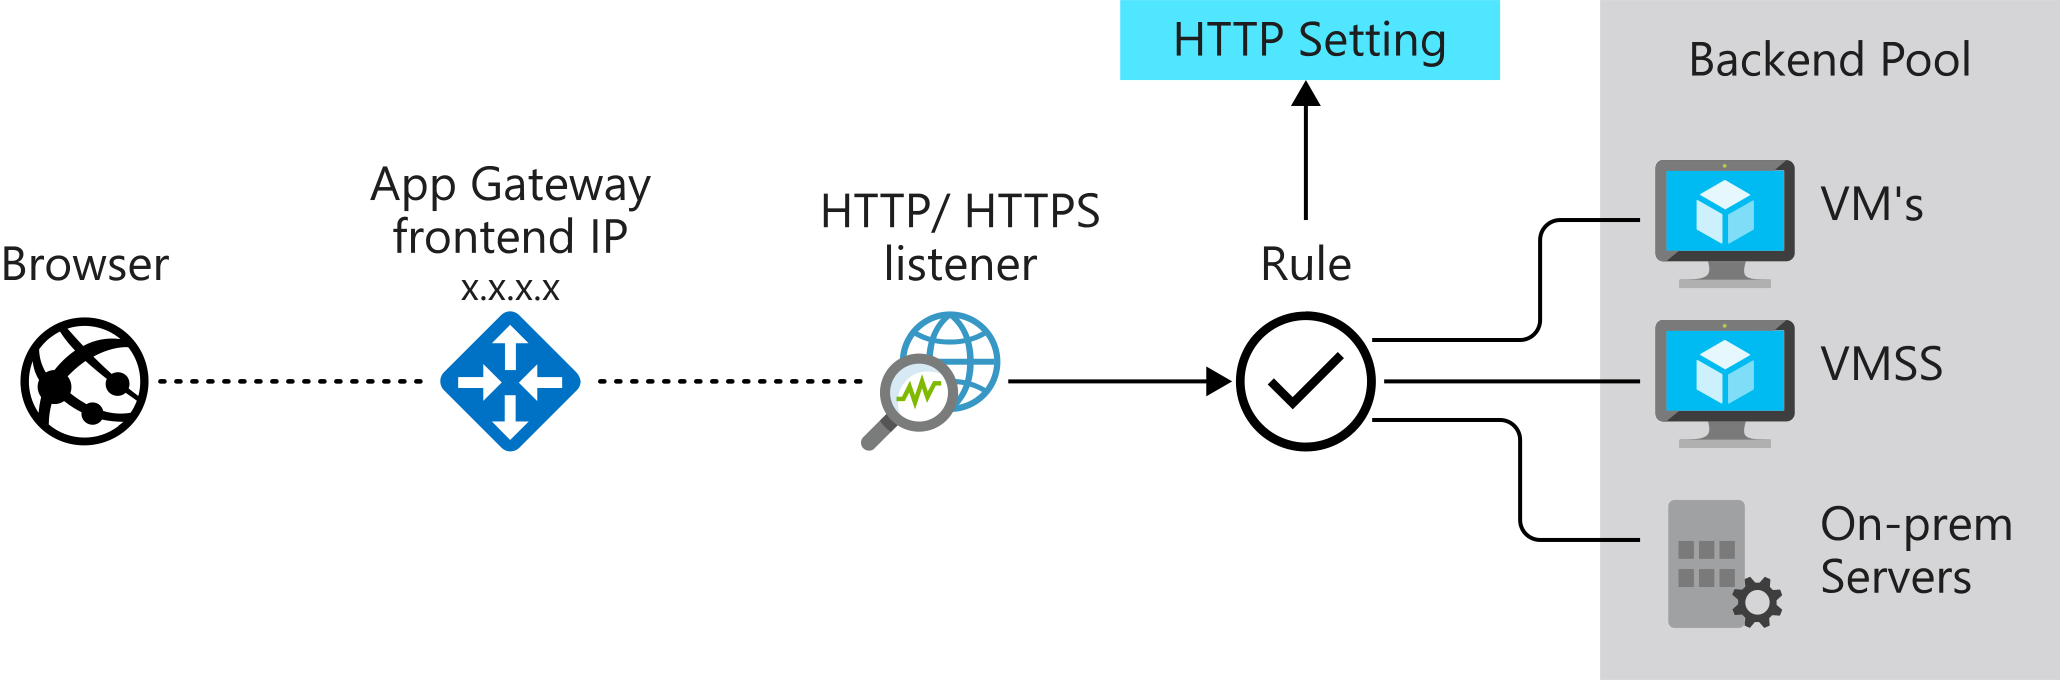 Browser
App Gateway
frontend IP
x.x.x.x
HTTP/ HTTPS
listener
Rule
HTTP Setting
Backend Pool
VM's
VMSS
On-prem
Servers